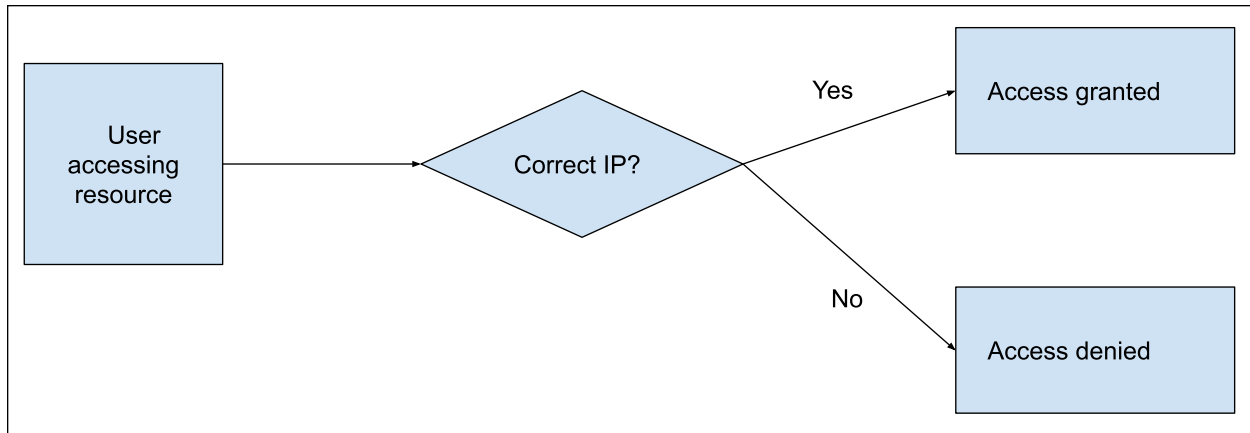 User
accessing
resource
Correct IP?
Yes
Access granted
No
Access denied